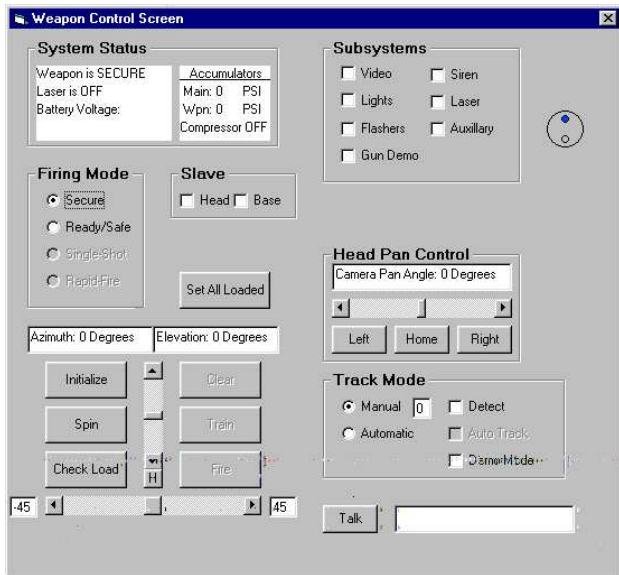 Weapon Control Screen
System Status
Weapon is SECURE
Laser is OFF
Battery Voltage:
Accumulators
Main: 0 PSI
Wpn: 0 PSI
Compressor OFF
Subsystems
Video Siren
Lights Laser
Flashers Auxillary
Gun Demo
Firing Mode
Secure
Ready/Safe
Single-Shot
Rapid-Fire
Slave
Head Base
Set All Loaded
Head Pan Control
Camera Pan Angle: 0 Degrees
Left Home Right
Azimuth: 0 Degrees Elevation: 0 Degrees
Initialize Clear
Spin Train
Check Load Fire
H
-45 45
Track Mode
Manual 0 Detect
Automatic Auto Track
Demo Mode
Talk